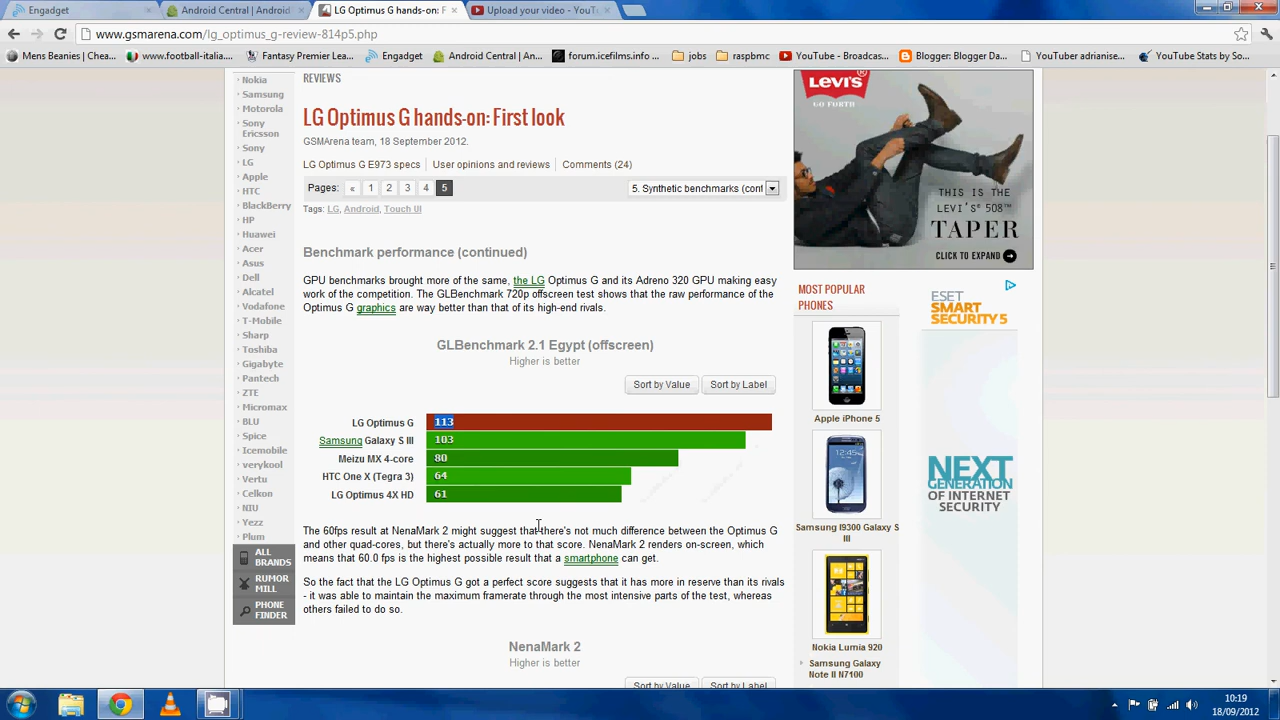 Engadget
Android Central | Android
LG Optimus G hands-on: F
Upload your video - YouT
www.gsmarena.com/lg_optimus_g-review-814p5.php
Mens Beanies | Chea...
www.football-italia....
Fantasy Premier Lea...
Engadget
Android Central | An...
forum.icefilms.info ...
jobs
raspbmc
YouTube - Broadcas...
Blogger: Blogger Da...
YouTuber adrianise...
YouTube Stats by So...
Nokia
Samsung
Motorola
Sony
Ericsson
Sony
LG
Apple
HTC
BlackBerry
HP
Huawei
Acer
Asus
Dell
Alcatel
Vodafone
T-Mobile
Sharp
Toshiba
Gigabyte
Pantech
ZTE
Micromax
BLU
Spice
Icemobile
verykool
Vertu
Celkon
NIU
Yezz
Plum
ALL
BRANDS
RUMOR
MILL
PHONE
FINDER
REVIEWS
LG Optimus G hands-on: First look
GSMArena team, 18 September 2012.
LG Optimus G E973 specs
User opinions and reviews
Comments (24)
Pages: « 1 2 3 4 5
5. Synthetic benchmarks (cont
Tags: LG, Android, Touch UI
Benchmark performance (continued)
GPU benchmarks brought more of the same, the LG Optimus G and its Adreno 320 GPU making easy
work of the competition. The GLBenchmark 720p offscreen test shows that the raw performance of the
Optimus G graphics are way better than that of its high-end rivals.
GLBenchmark 2.1 Egypt (offscreen)
Higher is better
Sort by Value
Sort by Label
LG Optimus G 113
Samsung Galaxy S III 103
Meizu MX 4-core 80
HTC One X (Tegra 3) 64
LG Optimus 4X HD 61
The 60fps result at NenaMark 2 might suggest that there's not much difference between the Optimus G
and other quad-cores, but there's actually more to that score. NenaMark 2 renders on-screen, which
means that 60.0 fps is the highest possible result that a smartphone can get.
So the fact that the LG Optimus G got a perfect score suggests that it has more in reserve than its rivals
- it was able to maintain the maximum framerate through the most intensive parts of the test, whereas
others failed to do so.
NenaMark 2
Higher is better
Sort by Value
Sort by Label
LEVI'S
GO FORTH
THIS IS THE
LEVI'S® 508™
TAPER
CLICK TO EXPAND
MOST POPULAR
PHONES
Apple iPhone 5
Samsung I9300 Galaxy S
III
Nokia Lumia 920
Samsung Galaxy
Note II N7100
ESET
SMART
SECURITY 5
NEXT
GENERATION
OF INTERNET
SECURITY
10:19
18/09/2012